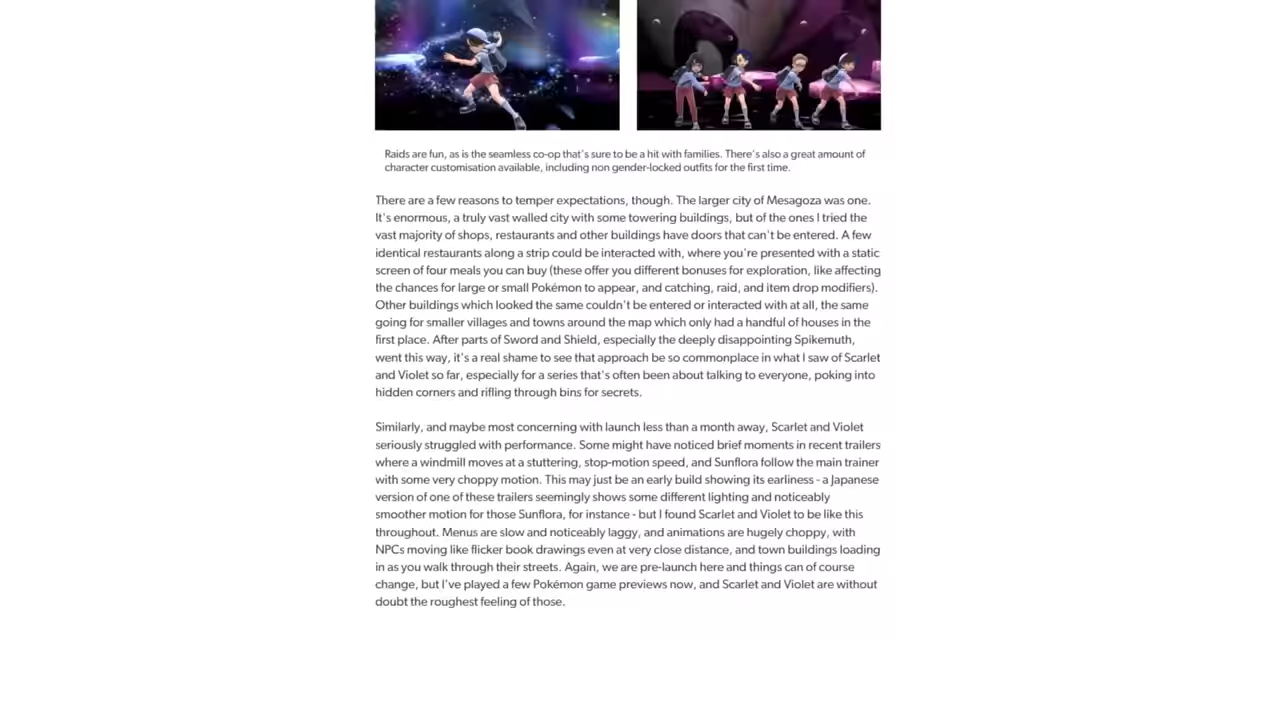 Raids are fun, as is the seamless co-op that's sure to be a hit with families. There's also a great amount of
character customisation available, including non gender-locked outfits for the first time.
There are a few reasons to temper expectations, though. The larger city of Mesagoza was one.
It's enormous, a truly vast walled city with some towering buildings, but of the ones I tried the
vast majority of shops, restaurants and other buildings have doors that can't be entered. A few
identical restaurants along a strip could be interacted with, where you're presented with a static
screen of four meals you can buy (these offer you different bonuses for exploration, like affecting
the chances for large or small Pokémon to appear, and catching, raid, and item drop modifiers).
Other buildings which looked the same couldn't be entered or interacted with at all, the same
going for smaller villages and towns around the map which only had a handful of houses in the
first place. After parts of Sword and Shield, especially the deeply disappointing Spikemuth,
went this way, it's a real shame to see that approach be so commonplace in what I saw of Scarlet
and Violet so far, especially for a series that's often been about talking to everyone, poking into
hidden corners and rifling through bins for secrets.
Similarly, and maybe most concerning with launch less than a month away, Scarlet and Violet
seriously struggled with performance. Some might have noticed brief moments in recent trailers
where a windmill moves at a stuttering, stop-motion speed, and Sunflora follow the main trainer
with some very choppy motion. This may just be an early build showing its earliness - a Japanese
version of one of these trailers seemingly shows some different lighting and noticeably
smoother motion for those Sunflora, for instance - but I found Scarlet and Violet to be like this
throughout. Menus are slow and noticeably laggy, and animations are hugely choppy, with
NPCs moving like flicker book drawings even at very close distance, and town buildings loading
in as you walk through their streets. Again, we are pre-launch here and things can of course
change, but I've played a few Pokémon game previews now, and Scarlet and Violet are without
doubt the roughest feeling of those.